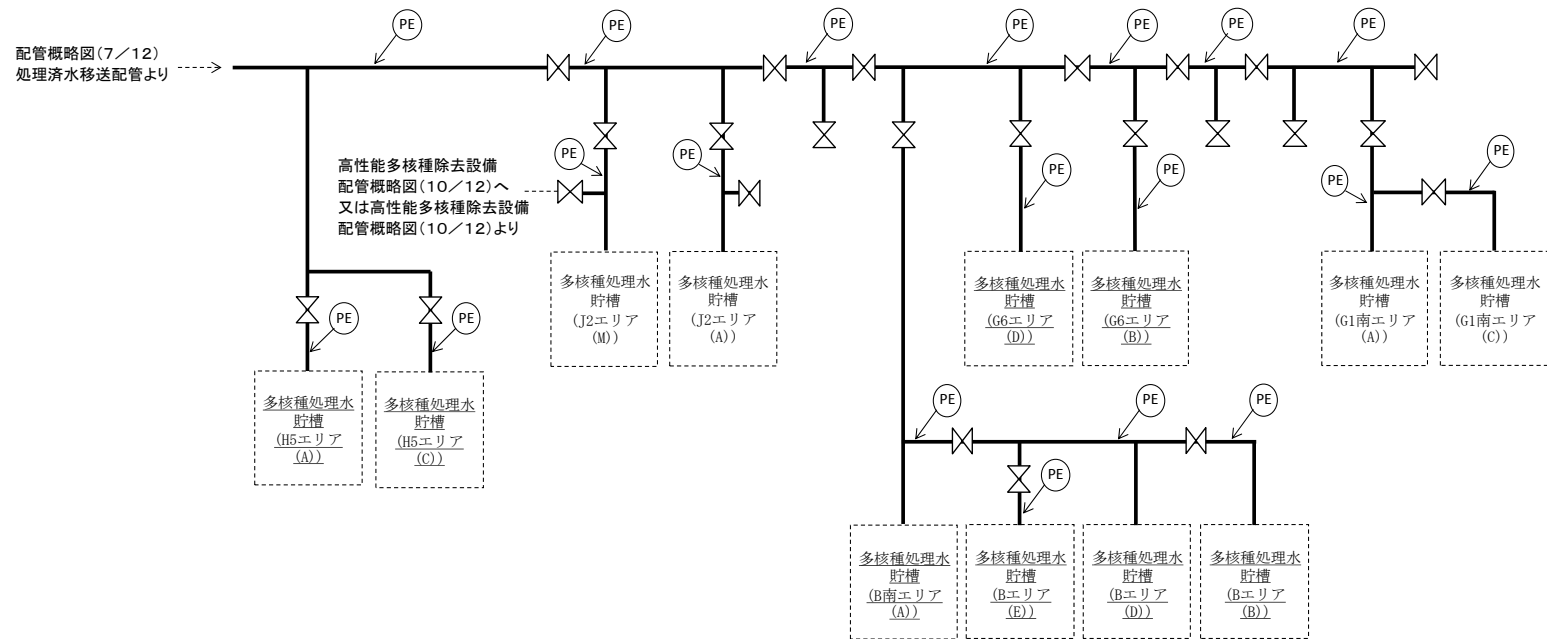 PE
PE
PE
PE
PE
PE
PE
配管概略図(7/12)
処理済水移送配管より
高性能多核種除去設備
配管概略図(10/12)へ
又は高性能多核種除去設備
配管概略図(10/12)より
PE
PE
PE
PE
PE
PE
多核種処理水
貯槽
(J2エリア
(M))
多核種処理水
貯槽
(J2エリア
(A))
多核種処理水
貯槽
(G6エリア
(D))
多核種処理水
貯槽
(G6エリア
(B))
多核種処理水
貯槽
(G1南エリア
(A))
多核種処理水
貯槽
(G1南エリア
(C))
PE
PE
多核種処理水
貯槽
(H5エリア
(A))
多核種処理水
貯槽
(H5エリア
(C))
PE
PE
PE
PE
多核種処理水
貯槽
(B南エリア
(A))
多核種処理水
貯槽
(Bエリア
(E))
多核種処理水
貯槽
(Bエリア
(D))
多核種処理水
貯槽
(Bエリア
(B))